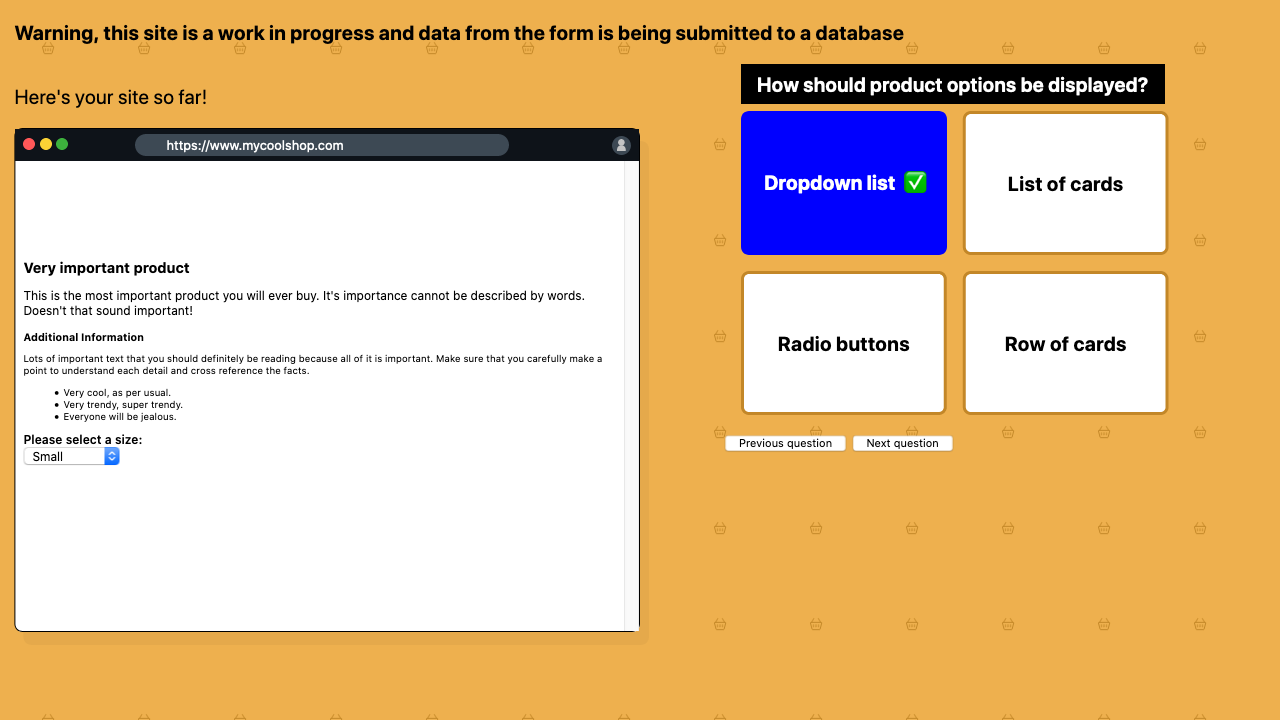 Warning, this site is a work in progress and data from the form is being submitted to a database
Here's your site so far!
https://www.mycoolshop.com
Very important product
This is the most important product you will ever buy. It's importance cannot be described by words.
Doesn't that sound important!
Additional Information
Lots of important text that you should definitely be reading because all of it is important. Make sure that you carefully make a
point to understand each detail and cross reference the facts.
• Very cool, as per usual.
• Very trendy, super trendy.
• Everyone will be jealous.
Please select a size:
Small
How should product options be displayed?
Dropdown list ✅
List of cards
Radio buttons
Row of cards
Previous question
Next question